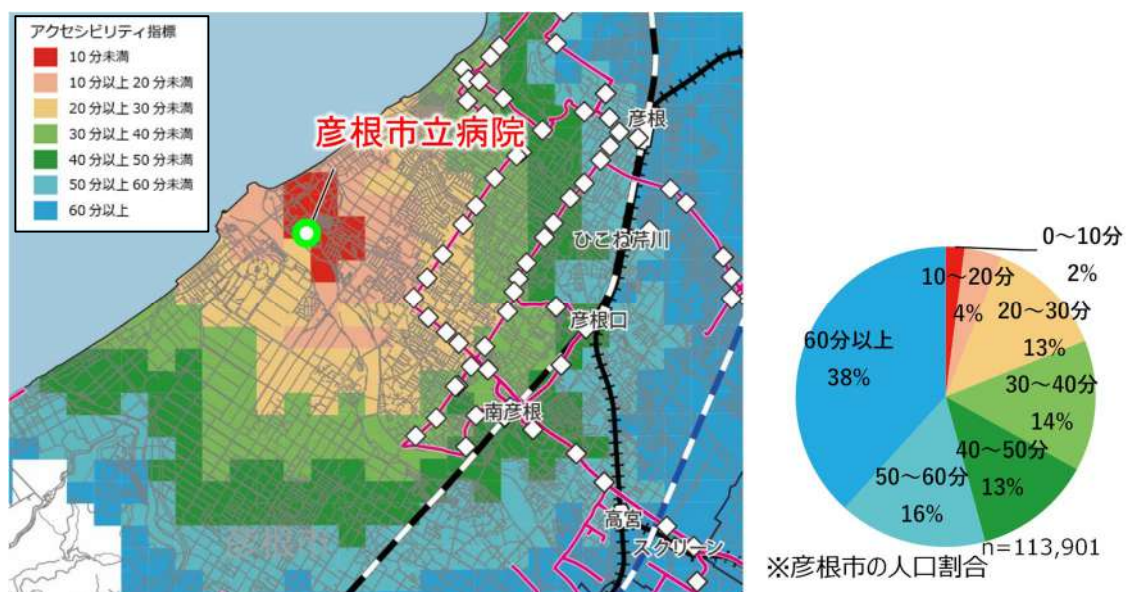 アクセシビリティ指標
10分未満
10分以上20分未満
20分以上30分未満
30分以上40分未満
40分以上50分未満
50分以上60分未満
60分以上
彦根市立病院
彦根
ひこね芹川
彦根口
南彦根
高宮
スクリーン
0～10分
2%
10～20分
4%
20～30分
13%
30～40分
14%
40～50分
13%
50～60分
16%
60分以上
38%
n=113,901
※彦根市の人口割合